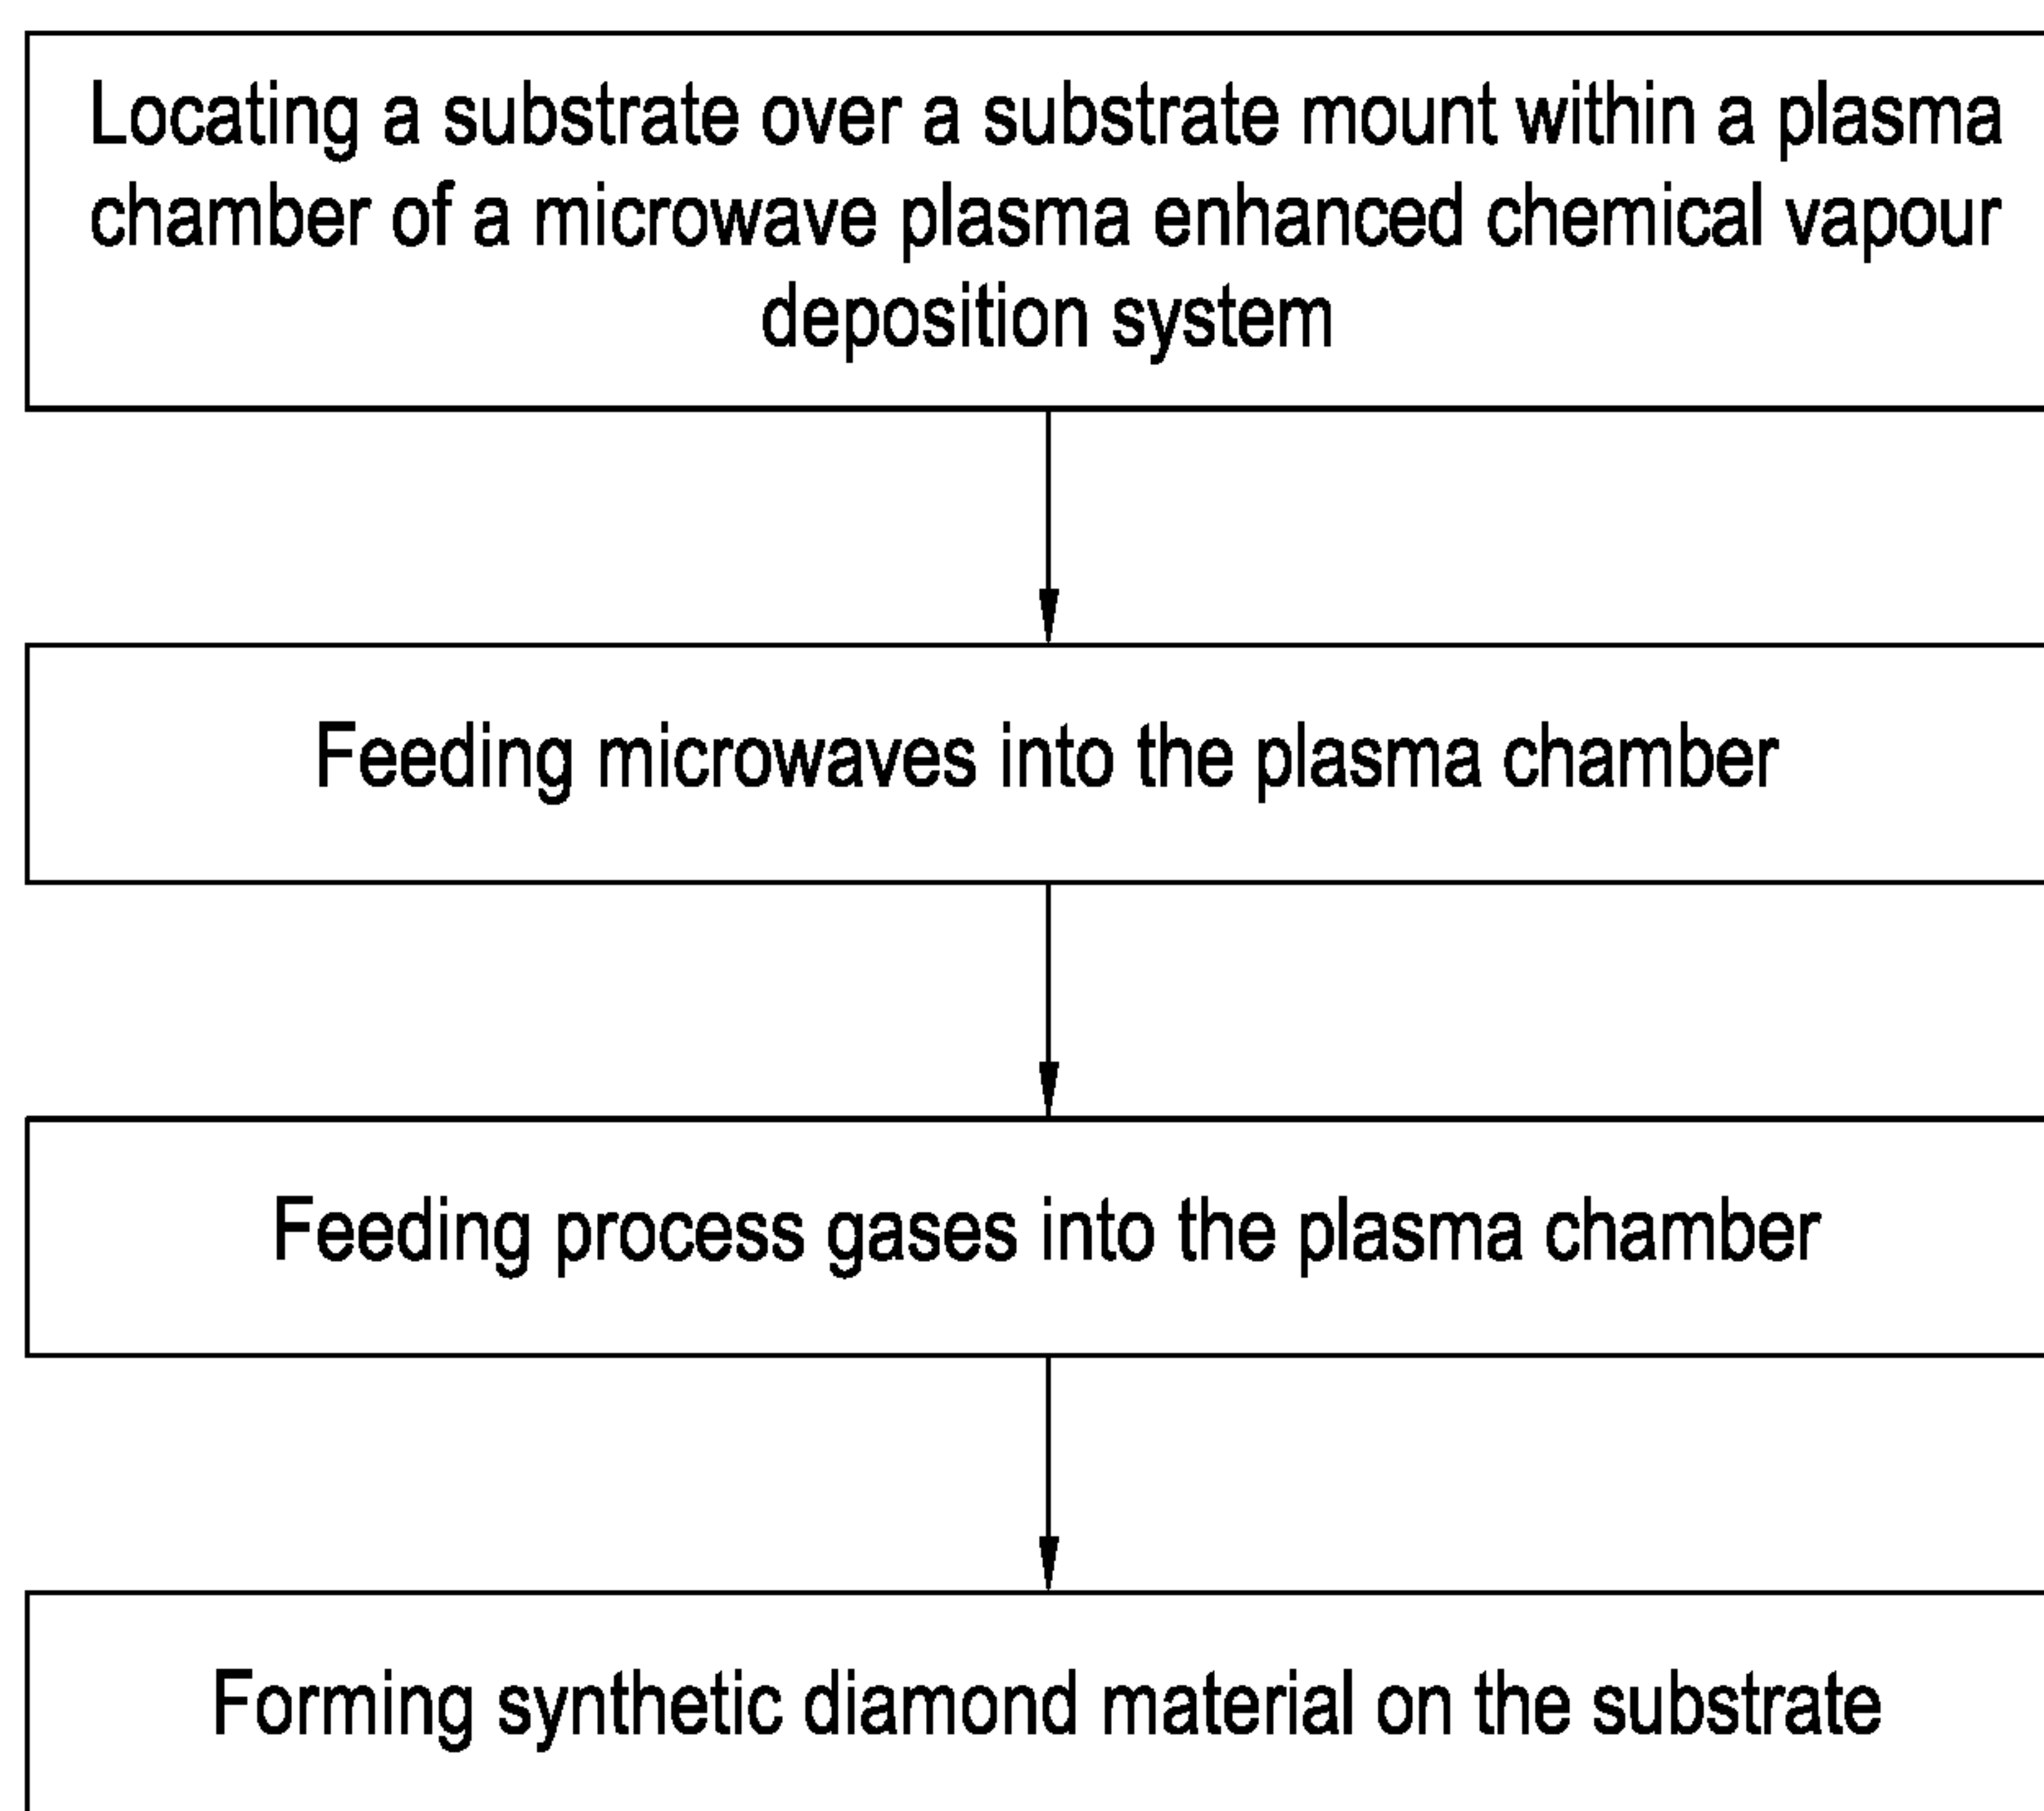 Locating a substrate over a substrate mount within a plasma
chamber of a microwave plasma enhanced chemical vapour
deposition system
Feeding microwaves into the plasma chamber
Feeding process gases into the plasma chamber
Forming synthetic diamond material on the substrate